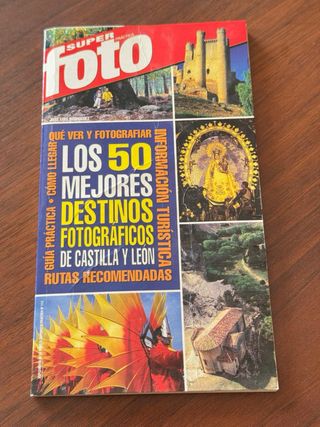 SUPER
foto
PRÁCTICA
QUÉ VER Y FOTOGRAFIAR
GUÍA PRÁCTICA • CÓMO LLEGAR
LOS 50
MEJORES
DESTINOS
FOTOGRÁFICOS
DE CASTILLA Y LEÓN
RUTAS RECOMENDADAS
INFORMACIÓN TURÍSTICA